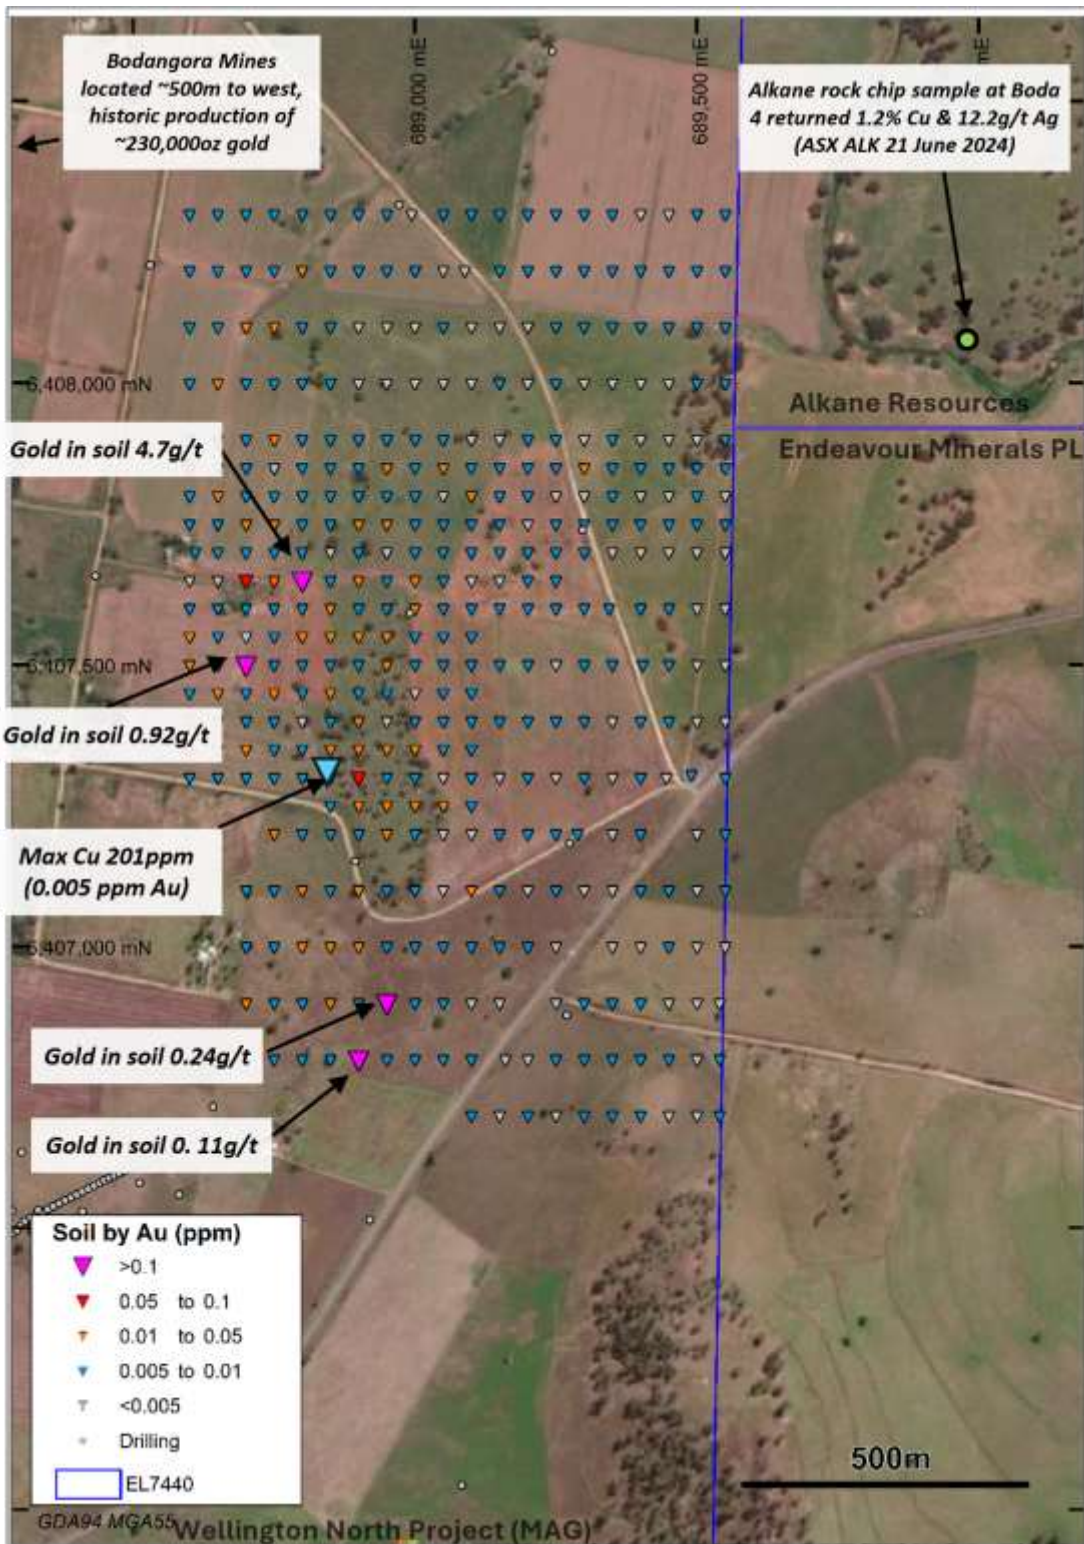 Bodangora Mines
located ~500m to west,
historic production of
~230,000oz gold
689,000 mE
689,500 mE
mE
Alkane rock chip sample at Boda
4 returned 1.2% Cu & 12.2g/t Ag
(ASX ALK 21 June 2024)
6,408,000 mN
Alkane Resources
Endeavour Minerals PL
Gold in soil 4.7g/t
6,407,500 mN
Gold in soil 0.92g/t
Max Cu 201ppm
(0.005 ppm Au)
6,407,000 mN
Gold in soil 0.24g/t
Gold in soil 0. 11g/t
Soil by Au (ppm)
>0.1
0.05 to 0.1
0.01 to 0.05
0.005 to 0.01
<0.005
Drilling
EL7440
500m
GDA94 MGA55
Wellington North Project (MAG)